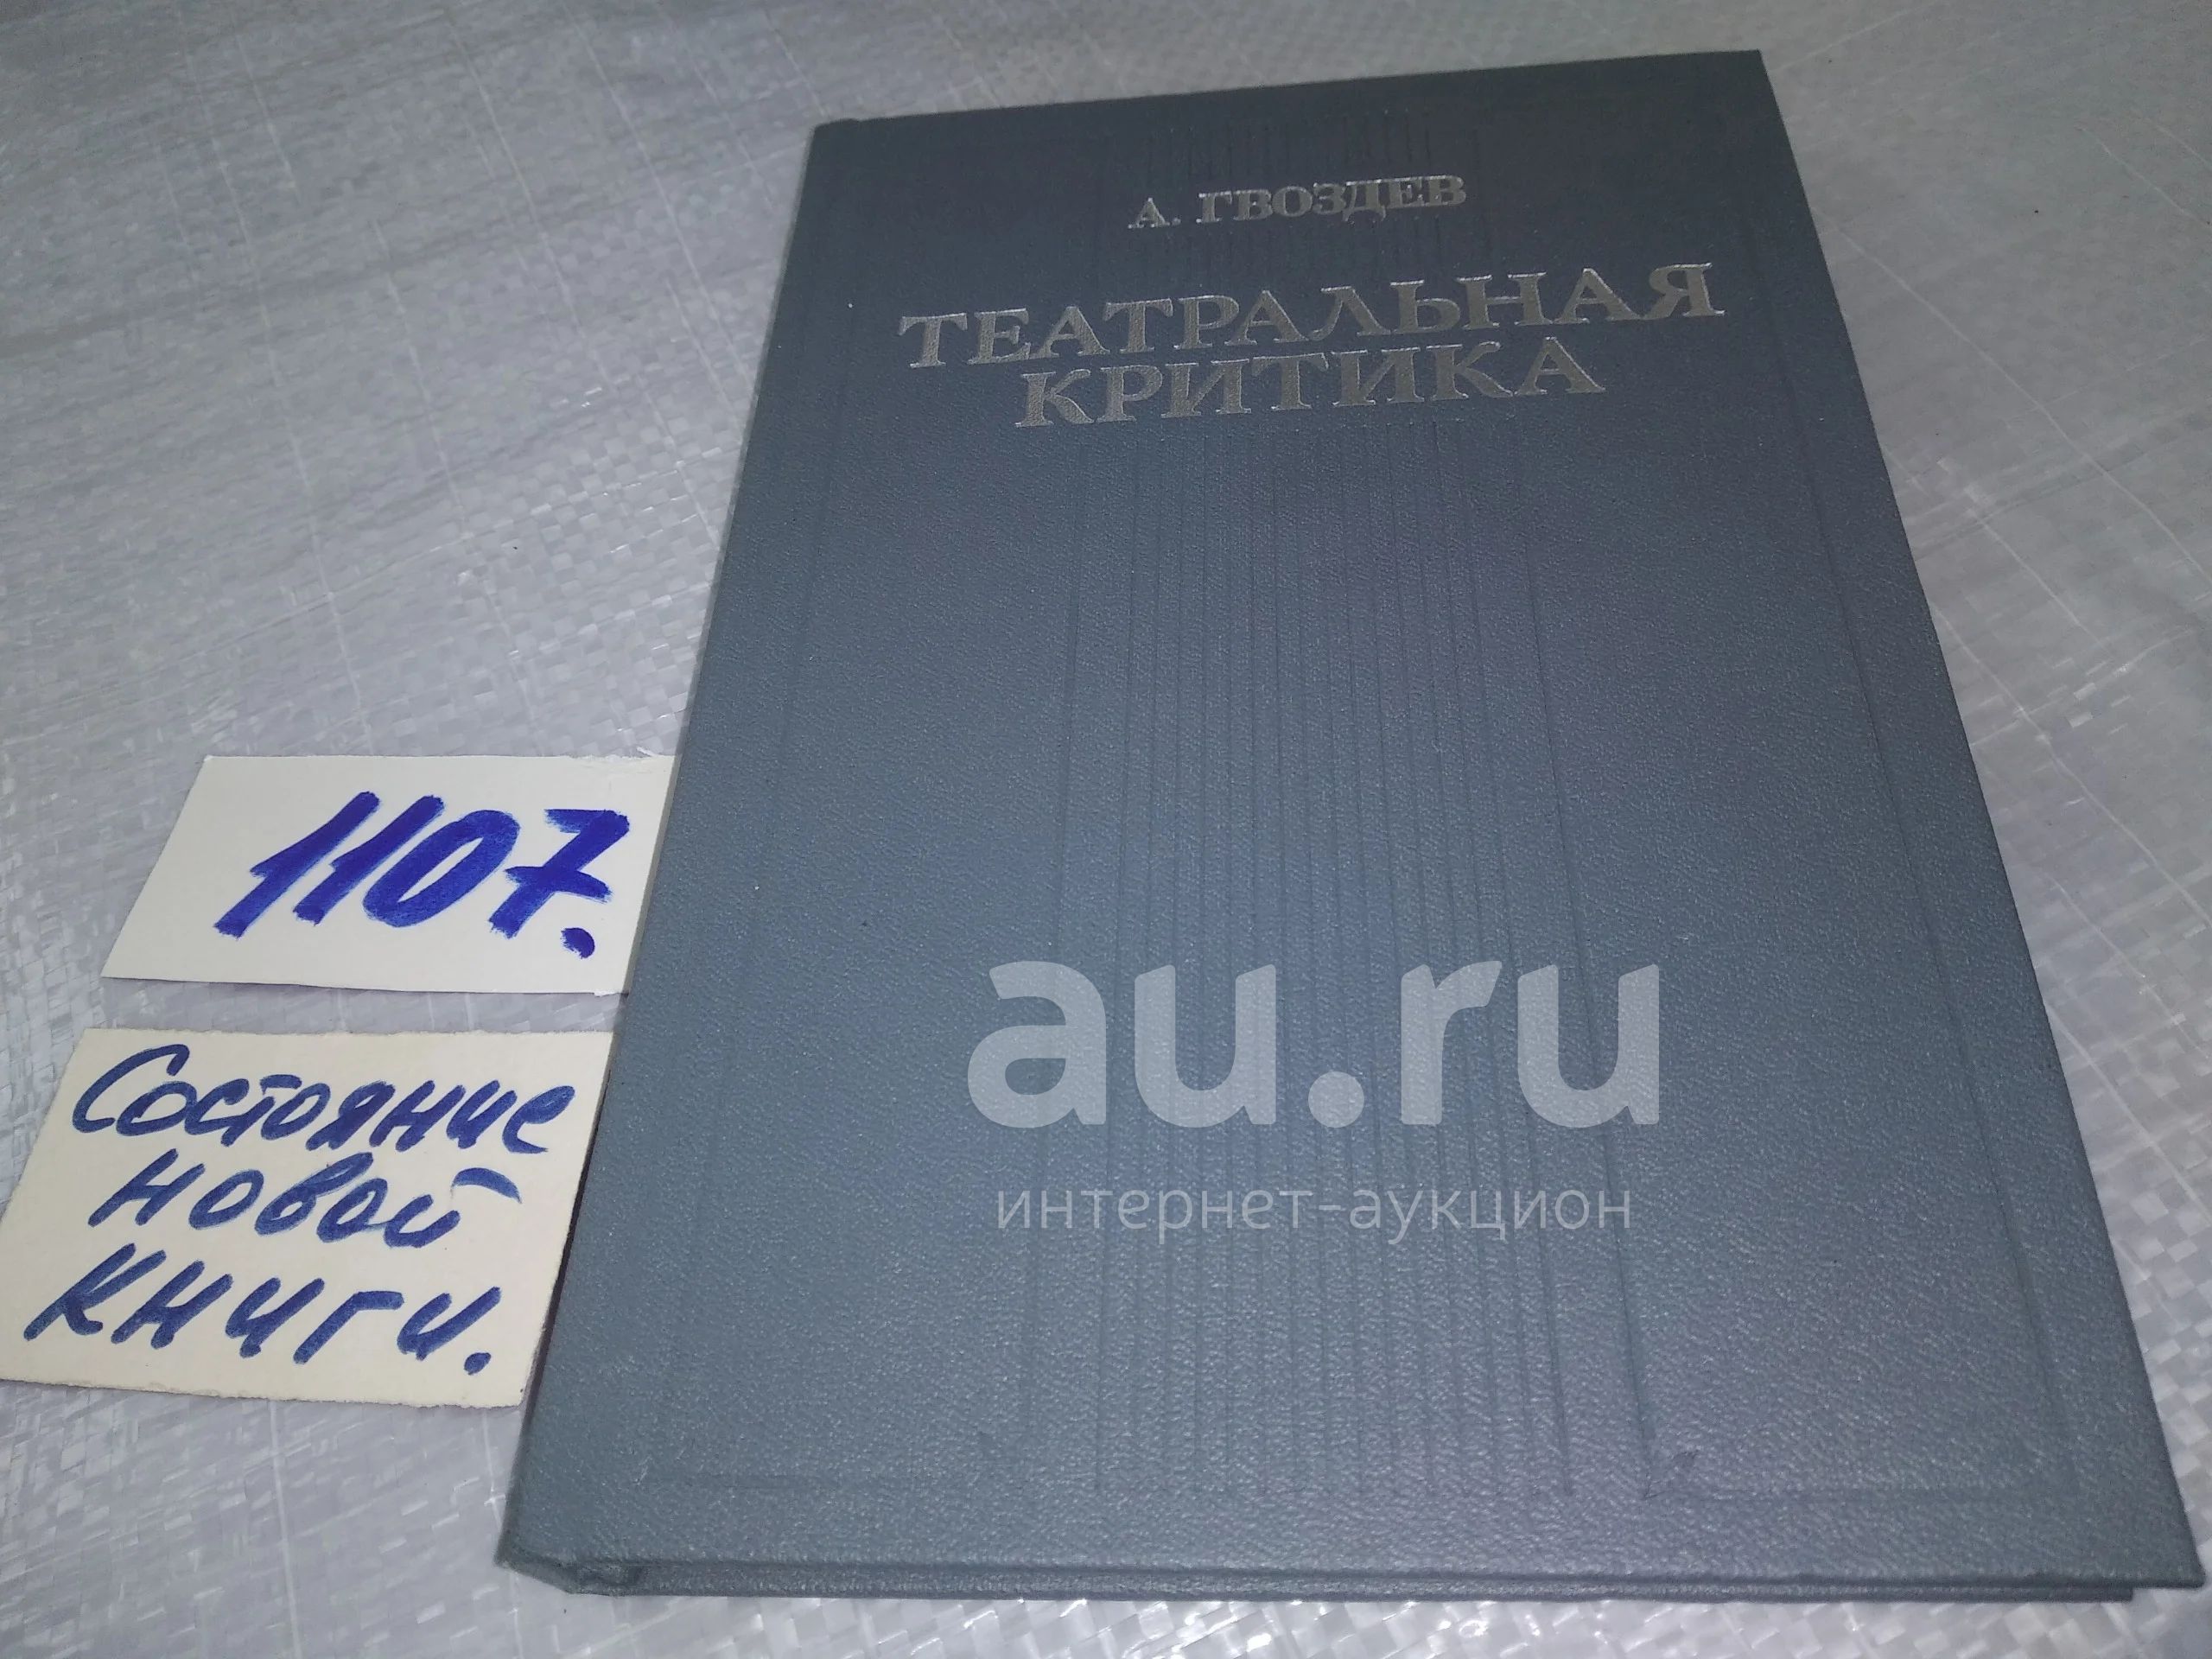 А. ГВОЗДЕВ
ТЕАТРАЛЬНАЯ
КРИТИКА
1107.
Состояние
новой
книги.
au.ru
интернет-аукцион